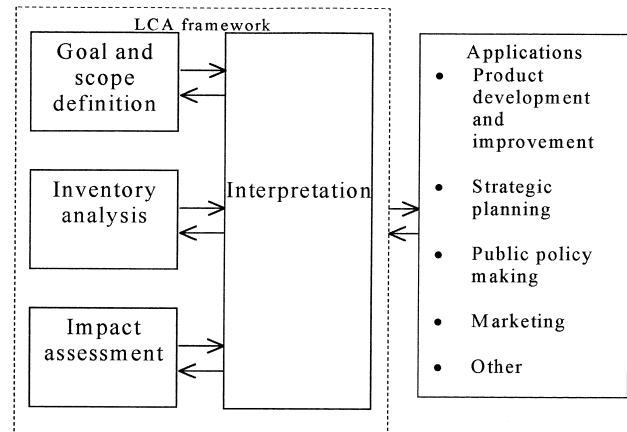 LCA framework
Goal and
scope
definition
Inventory
analysis
Impact
assessment
Interpretation
Applications
• Product
development
and
improvement
• Strategic
planning
• Public policy
making
• Marketing
• Other